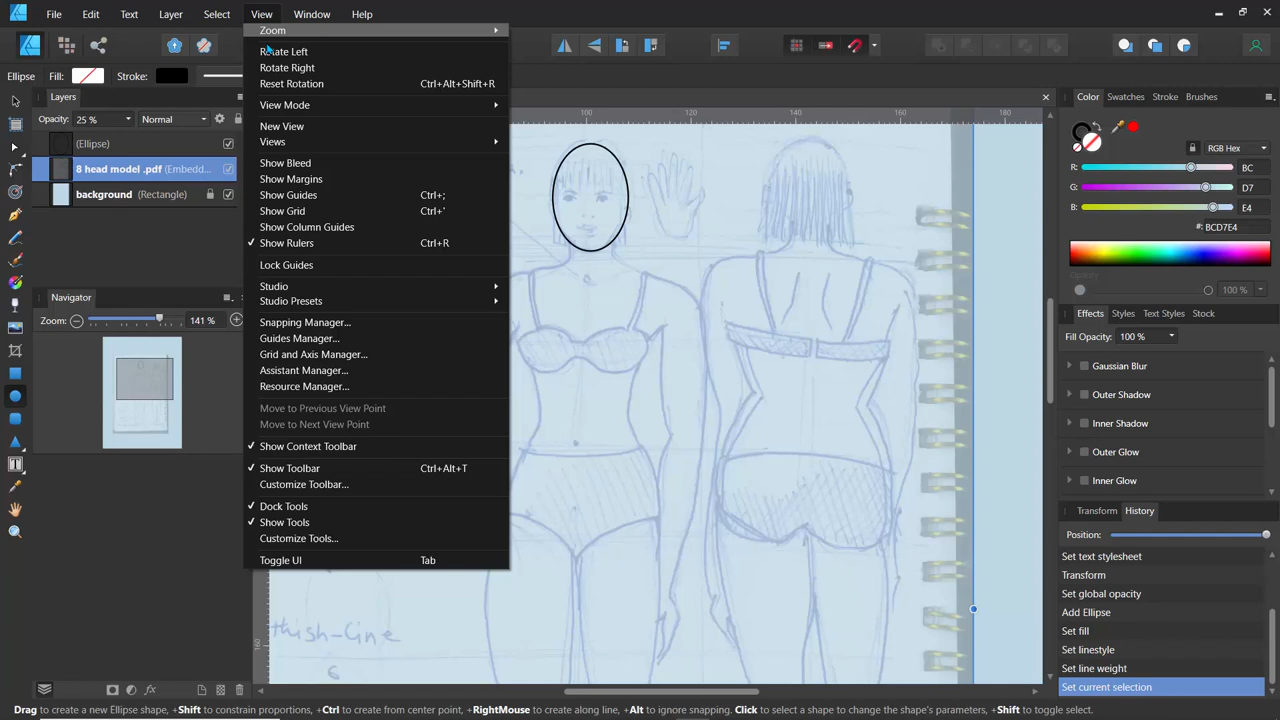 File Edit Text Layer Select View Window Help
Ellipse Fill: Stroke:
Layers
Opacity: 25 % Normal
(Ellipse)
8 head model .pdf (Embedd...
background (Rectangle)
Navigator
Zoom: 141 %
Zoom
Rotate Left
Rotate Right
Reset Rotation Ctrl+Alt+Shift+R
View Mode
New View
Views
Show Bleed
Show Margins
Show Guides Ctrl+;
Show Grid Ctrl+'
Show Column Guides
Show Rulers Ctrl+R
Lock Guides
Studio
Studio Presets
Snapping Manager...
Guides Manager...
Grid and Axis Manager...
Assistant Manager...
Resource Manager...
Move to Previous View Point
Move to Next View Point
Show Context Toolbar
Show Toolbar Ctrl+Alt+T
Customize Toolbar...
Dock Tools
Show Tools
Customize Tools...
Toggle UI Tab
100 120 140 160 180
160
thigh-Line
6
Color Swatches Stroke Brushes
RGB Hex
R: BC
G: D7
B: E4
#: BCD7E4
Opacity
100 %
Effects Styles Text Styles Stock
Fill Opacity: 100 %
Gaussian Blur
Outer Shadow
Inner Shadow
Outer Glow
Inner Glow
Transform History
Position:
Set text stylesheet
Transform
Set global opacity
Add Ellipse
Set fill
Set linestyle
Set line weight
Set current selection
Drag to create a new Ellipse shape, +Shift to constrain proportions, +Ctrl to create from center point, +RightMouse to create along line, +Alt to ignore snapping. Click to select a shape to change the shape's parameters, +Shift to toggle select.